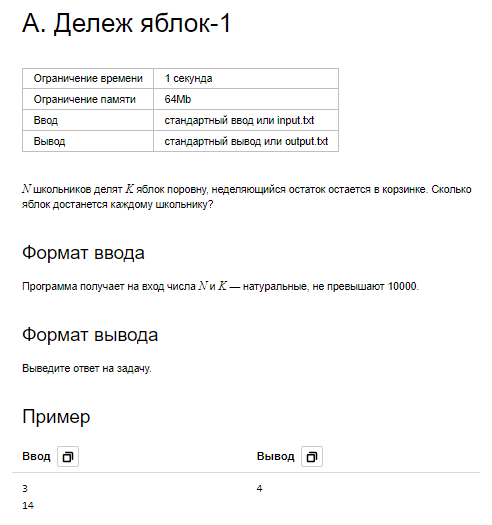 А. Дележ яблок-1
Ограничение времени 1 секунда
Ограничение памяти 64Mb
Ввод стандартный ввод или input.txt
Вывод стандартный вывод или output.txt
N школьников делят K яблок поровну, неделяющийся остаток остается в корзинке. Сколько
яблок достанется каждому школьнику?
Формат ввода
Программа получает на вход числа N и K — натуральные, не превышают 10000.
Формат вывода
Выведите ответ на задачу.
Пример
Ввод Вывод
3 4
14